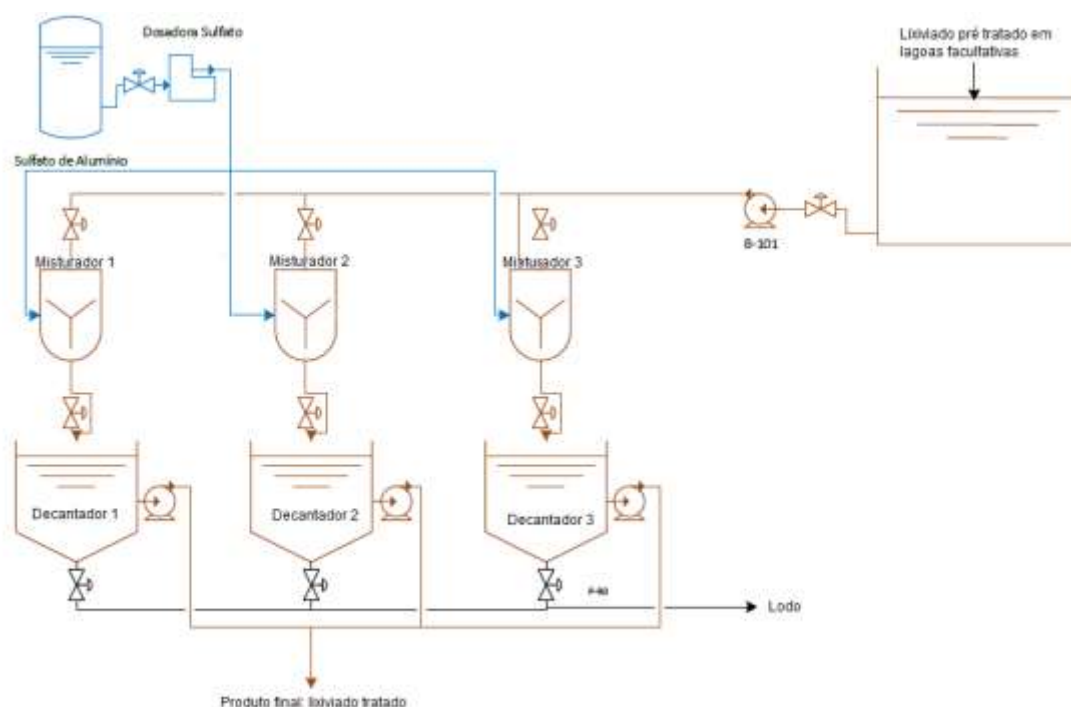 Dosadora Sulfato
Lixiviado pré tratado em
lagoas facultativas
Sulfato de Alumínio
B-101
Misturador 1
Misturador 2
Misturador 3
Decantador 1
Decantador 2
Decantador 3
Lodo
Produto final: lixiviado tratado